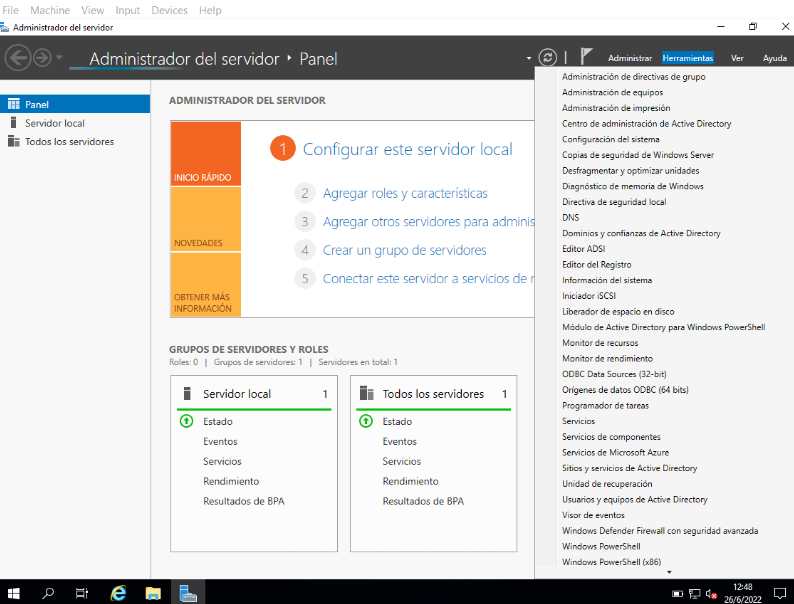 File Machine View Input Devices Help
Administrador del servidor
Administrador del servidor Panel
Administrar Herramientas Ver Ayuda
Panel
Servidor local
Todos los servidores
ADMINISTRADOR DEL SERVIDOR
INICIO RÁPIDO
NOVEDADES
OBTENER MÁS
INFORMACIÓN
1 Configurar este servidor local
2 Agregar roles y características
3 Agregar otros servidores para adminis
4 Crear un grupo de servidores
5 Conectar este servidor a servicios de
GRUPOS DE SERVIDORES Y ROLES
Roles: 0 | Grupos de servidores: 1 | Servidores en total: 1
Servidor local 1
Estado
Eventos
Servicios
Rendimiento
Resultados de BPA
Todos los servidores 1
Estado
Eventos
Servicios
Rendimiento
Resultados de BPA
Administración de directivas de grupo
Administración de equipos
Administración de impresión
Centro de administración de Active Directory
Configuración del sistema
Copias de seguridad de Windows Server
Desfragmentar y optimizar unidades
Diagnóstico de memoria de Windows
Directiva de seguridad local
DNS
Dominios y confianzas de Active Directory
Editor ADSI
Editor del Registro
Información del sistema
Iniciador iSCSI
Liberador de espacio en disco
Módulo de Active Directory para Windows PowerShell
Monitor de recursos
Monitor de rendimiento
ODBC Data Sources (32-bit)
Orígenes de datos ODBC (64 bits)
Programador de tareas
Servicios
Servicios de componentes
Servicios de Microsoft Azure
Sitios y servicios de Active Directory
Unidad de recuperación
Usuarios y equipos de Active Directory
Visor de eventos
Windows Defender Firewall con seguridad avanzada
Windows PowerShell
Windows PowerShell (x86)
12:48
26/6/2022